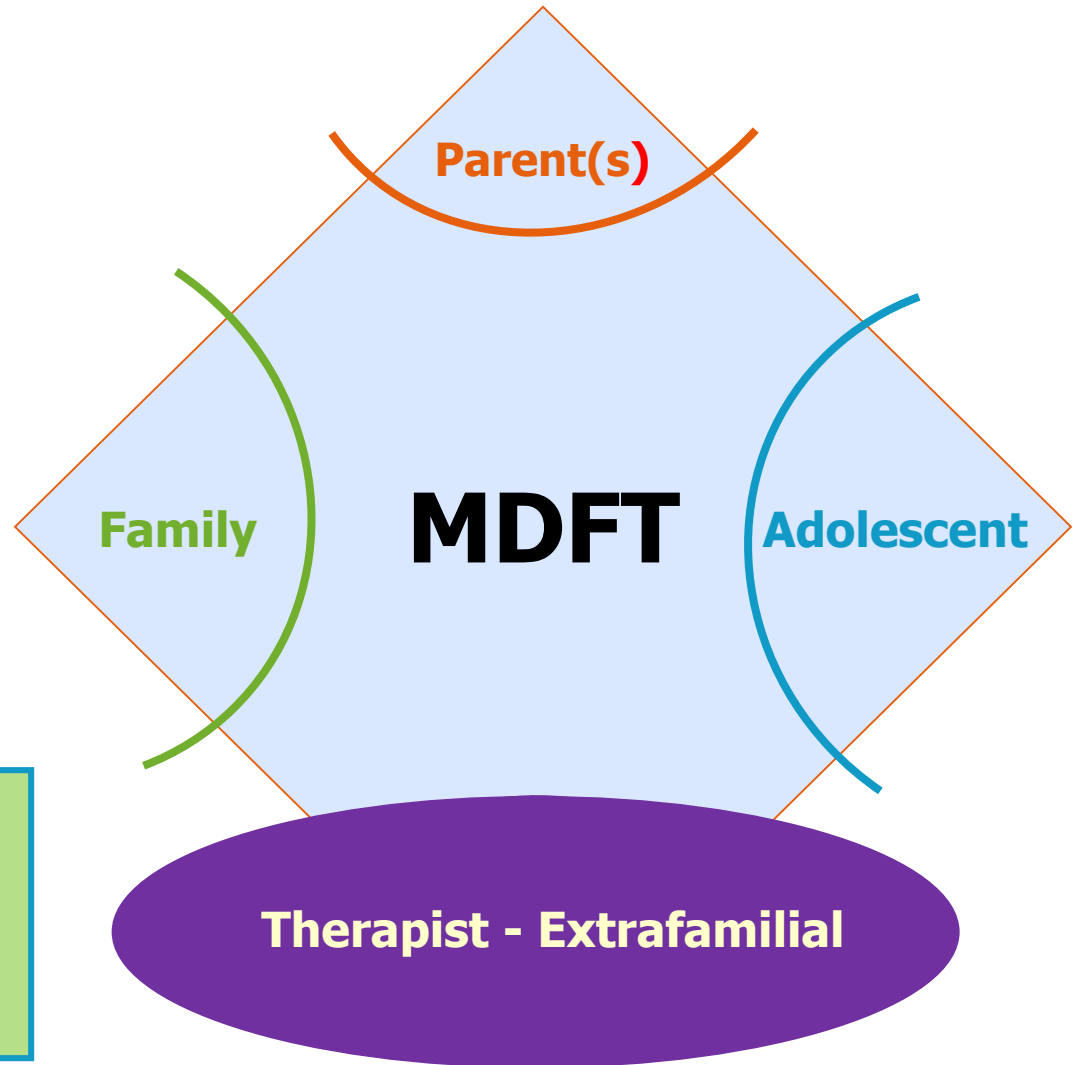 Parent(s)
Family
MDFT
Adolescent
Therapist - Extrafamilial